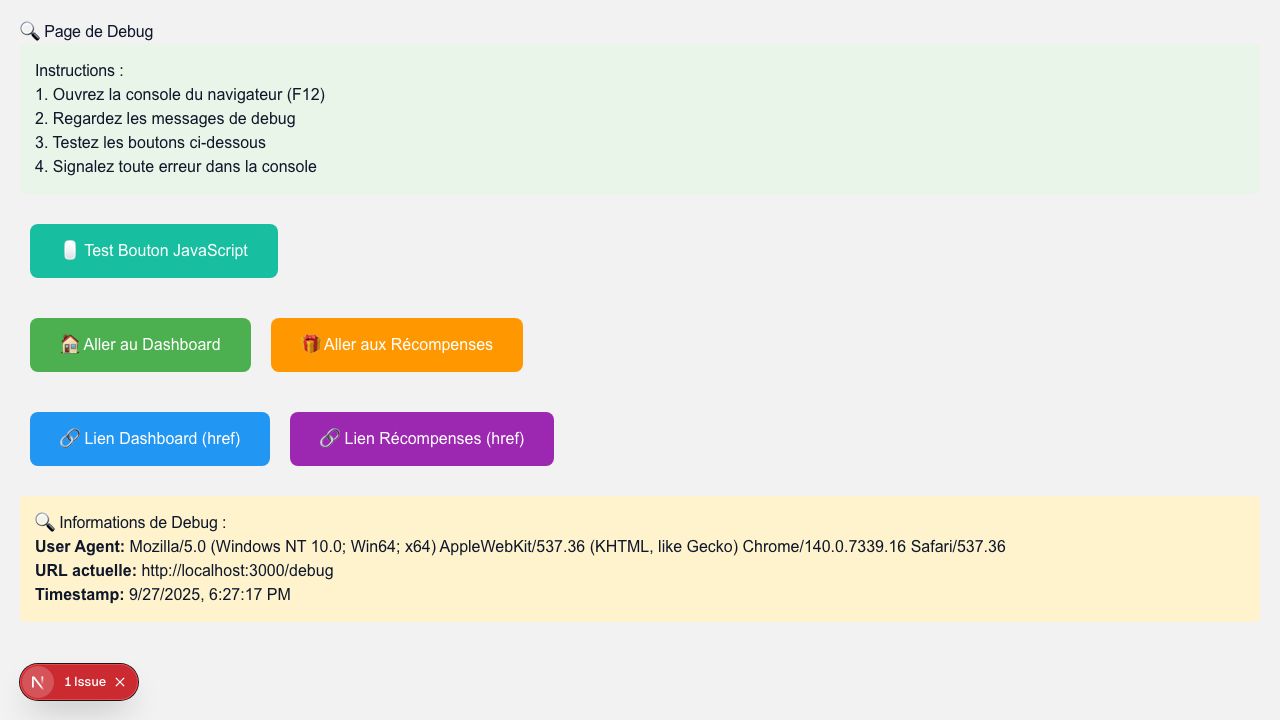 🔍 Page de Debug
Instructions :
1. Ouvrez la console du navigateur (F12)
2. Regardez les messages de debug
3. Testez les boutons ci-dessous
4. Signalez toute erreur dans la console
Test Bouton JavaScript
🏠 Aller au Dashboard
🎁 Aller aux Récompenses
🔗 Lien Dashboard (href)
🔗 Lien Récompenses (href)
🔍 Informations de Debug :
User Agent: Mozilla/5.0 (Windows NT 10.0; Win64; x64) AppleWebKit/537.36 (KHTML, like Gecko) Chrome/140.0.7339.16 Safari/537.36
URL actuelle: http://localhost:3000/debug
Timestamp: 9/27/2025, 6:27:17 PM
N 1 Issue